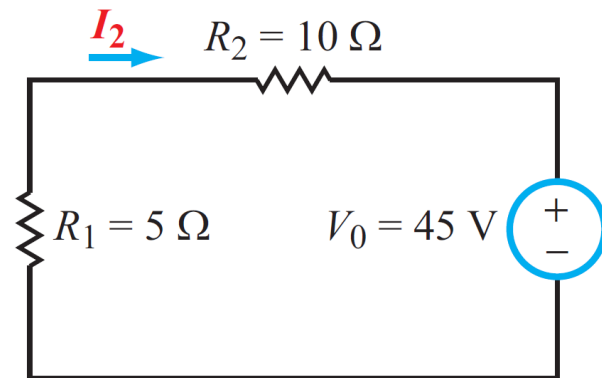 I₂
R₂ = 10 Ω
R₁ = 5 Ω
V₀ = 45 V
+
−